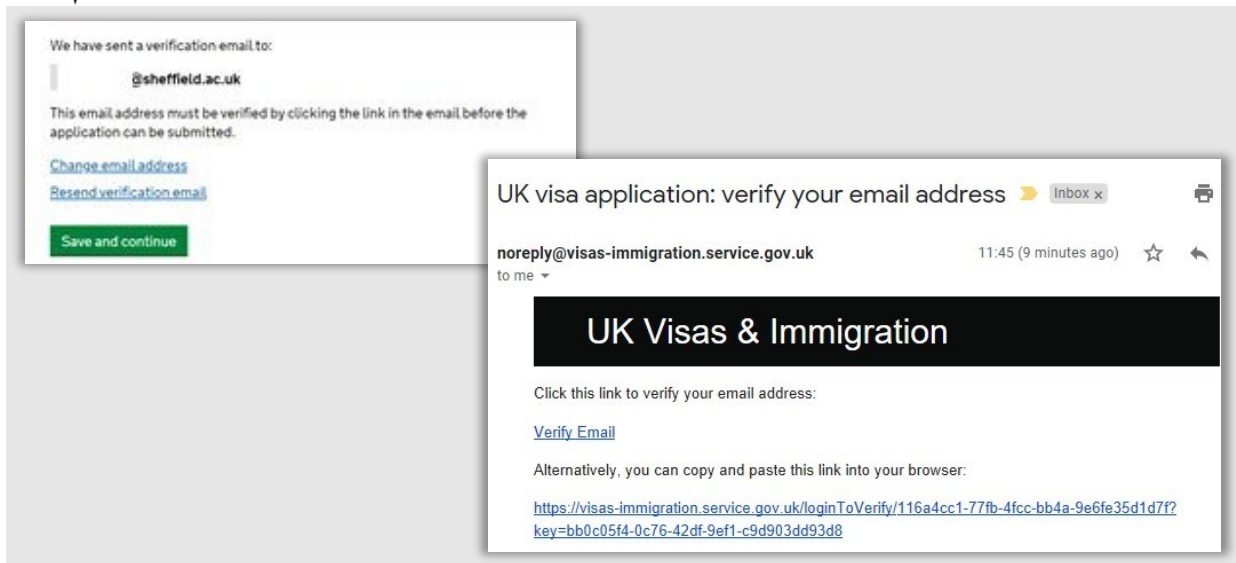 We have sent a verification email to:
@sheffield.ac.uk
This email address must be verified by clicking the link in the email before the
application can be submitted.
Change email address
Resend verification email
Save and continue
UK visa application: verify your email address Inbox x
noreply@visas-immigration.service.gov.uk 11:45 (9 minutes ago)
to me
UK Visas & Immigration
Click this link to verify your email address:
Verify Email
Alternatively, you can copy and paste this link into your browser:
https://visas-immigration.service.gov.uk/loginToVerify/116a4cc1-77fb-4fcc-bb4a-9e6fe35d1d7f?
key=bb0c05f4-0c76-42df-9ef1-c9d903dd93d8